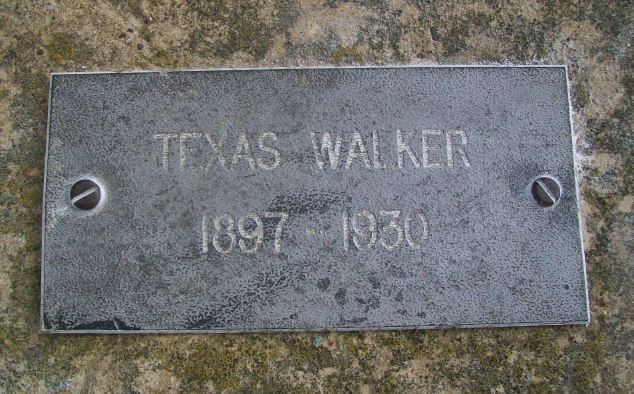 TEXAS WALKER
1897 - 1930